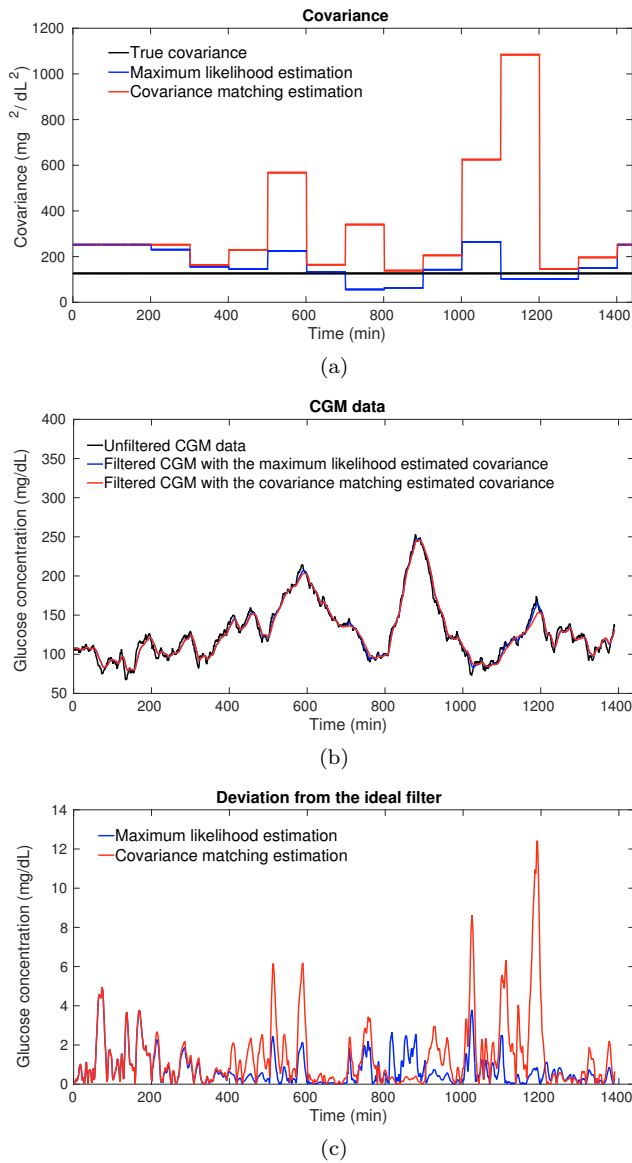 Covariance
1200
1000
800
600
400
200
0
Covariance (mg ²/ dL²)
True covariance
Maximum likelihood estimation
Covariance matching estimation
0 200 400 600 800 1000 1200 1400
Time (min)
(a)
CGM data
400
350
300
250
200
150
100
50
Glucose concentration (mg/dL)
Unfiltered CGM data
Filtered CGM with the maximum likelihood estimated covariance
Filtered CGM with the covariance matching estimated covariance
0 200 400 600 800 1000 1200 1400
Time (min)
(b)
Deviation from the ideal filter
14
12
10
8
6
4
2
0
Glucose concentration (mg/dL)
Maximum likelihood estimation
Covariance matching estimation
0 200 400 600 800 1000 1200 1400
Time (min)
(c)